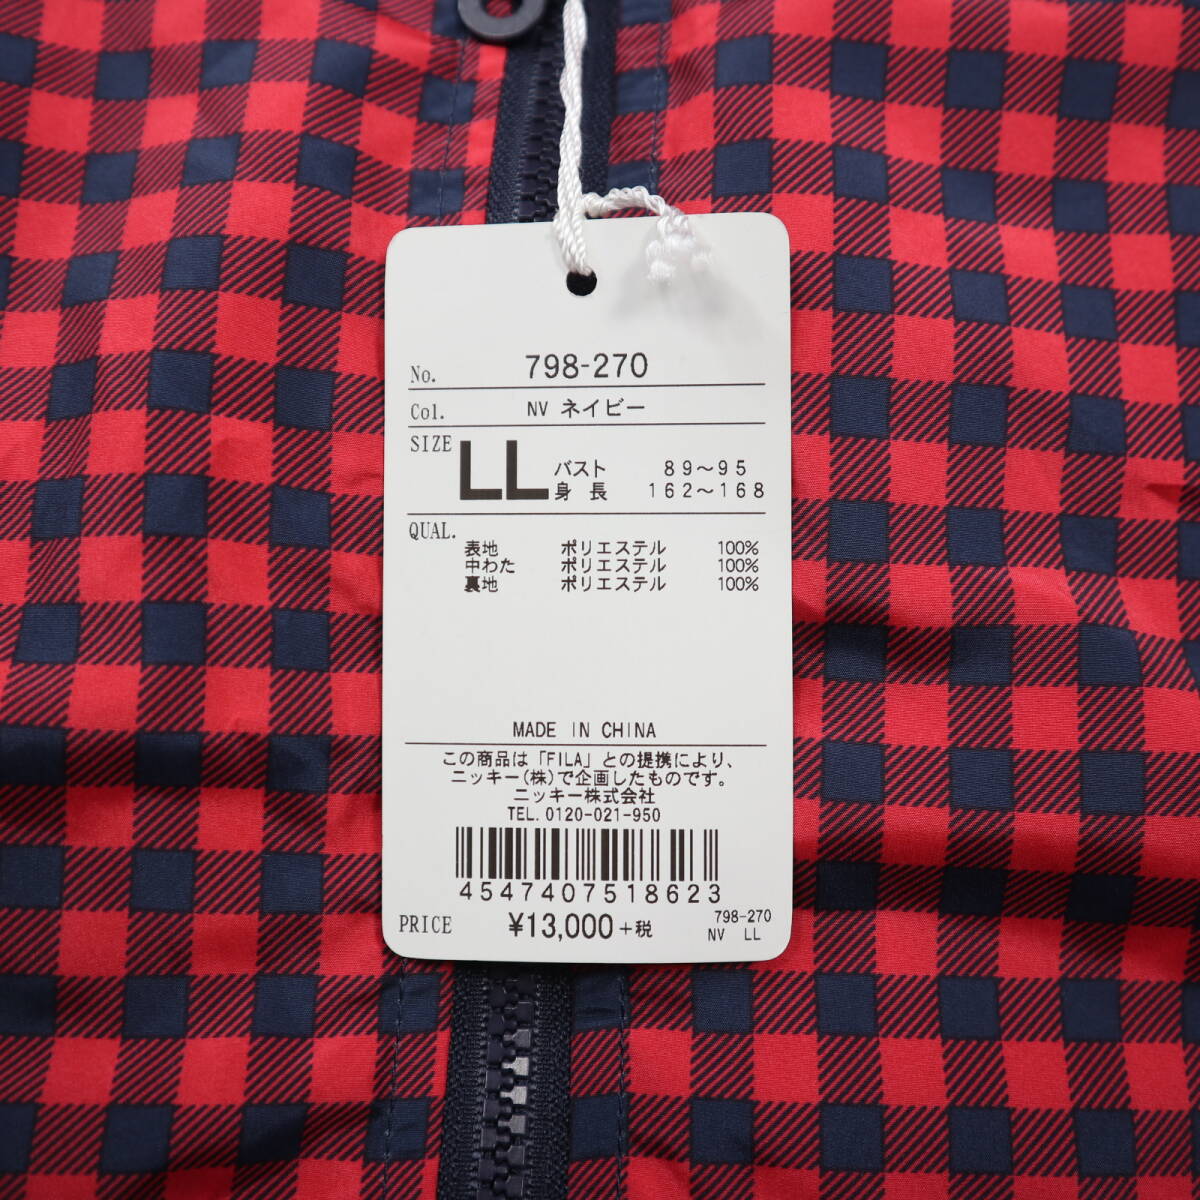 No. 798-270
Col. NV ネイビー
SIZE LL バスト 89～95
身長 162～168
QUAL.
表地 ポリエステル 100%
中わた ポリエステル 100%
裏地 ポリエステル 100%
MADE IN CHINA
この商品は「FILA」との提携により、
ニッキー(株)で企画したものです。
ニッキー株式会社
TEL. 0120-021-950
4547407518623
PRICE ¥13,000+税
798-270
NV LL